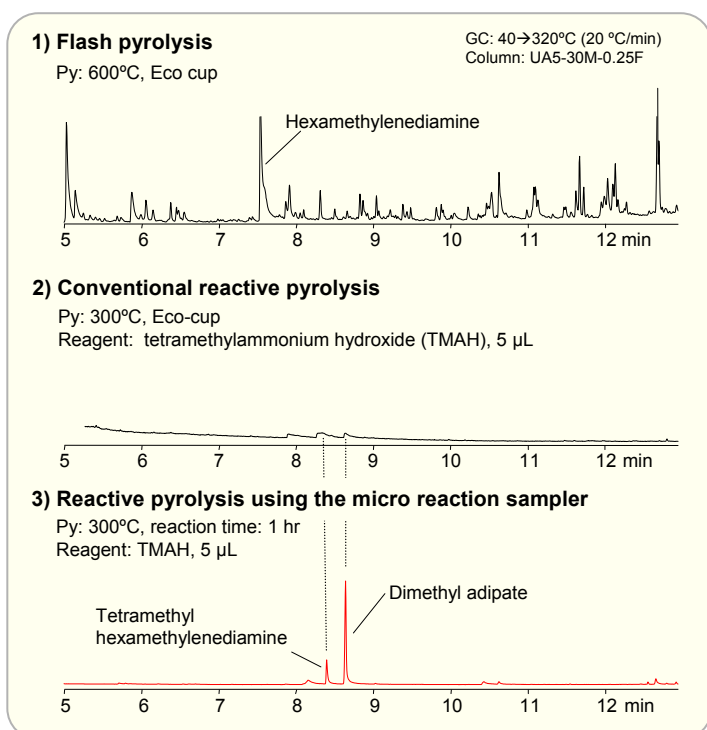 1) Flash pyrolysis
GC: 40→320ºC (20 ºC/min)
Py: 600ºC, Eco cup
Column: UA5-30M-0.25F
Hexamethylenediamine
5 6 7 8 9 10 11 12 min
2) Conventional reactive pyrolysis
Py: 300ºC, Eco-cup
Reagent: tetramethylammonium hydroxide (TMAH), 5 µL
5 6 7 8 9 10 11 12 min
3) Reactive pyrolysis using the micro reaction sampler
Py: 300ºC, reaction time: 1 hr
Reagent: TMAH, 5 µL
Dimethyl adipate
Tetramethyl
hexamethylenediamine
5 6 7 8 9 10 11 12 min